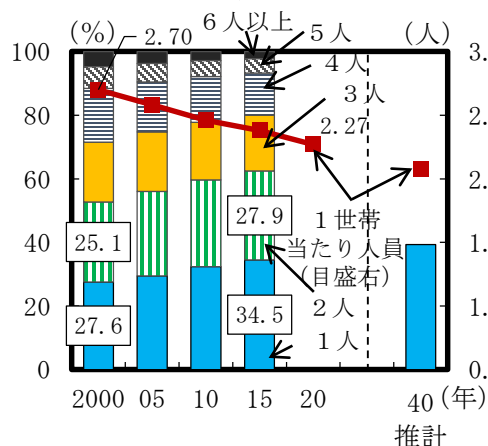 (%)
６人以上
５人
(人)
2.70
４人
３人
2.27
100
80
60
40
20
0
3.
2.
2.
1.
1.
0.
25.1
27.6
27.9
34.5
１世帯
当たり人員
(目盛右)
２人
１人
2000 05 10 15 20 40 (年)
推計